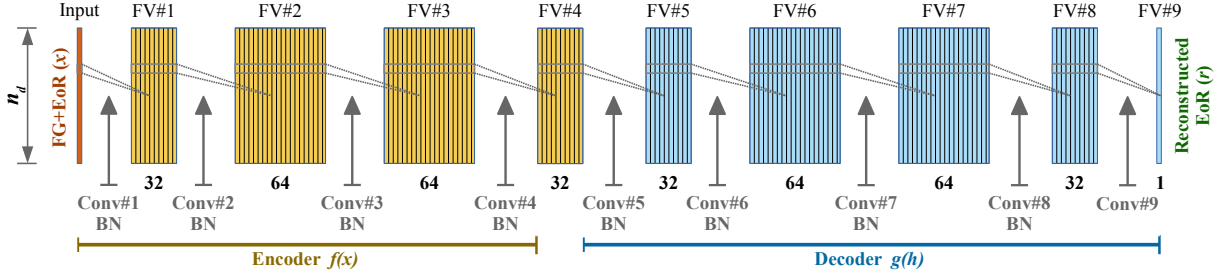 Input FV#1 FV#2 FV#3 FV#4 FV#5 FV#6 FV#7 FV#8 FV#9
n_d
FG+EoR (x)
Reconstructed
EoR (r)
32 64 64 32 32 64 64 32 1
Conv#1 Conv#2 Conv#3 Conv#4 Conv#5 Conv#6 Conv#7 Conv#8 Conv#9
BN BN BN BN BN BN BN BN
Encoder f(x) Decoder g(h)